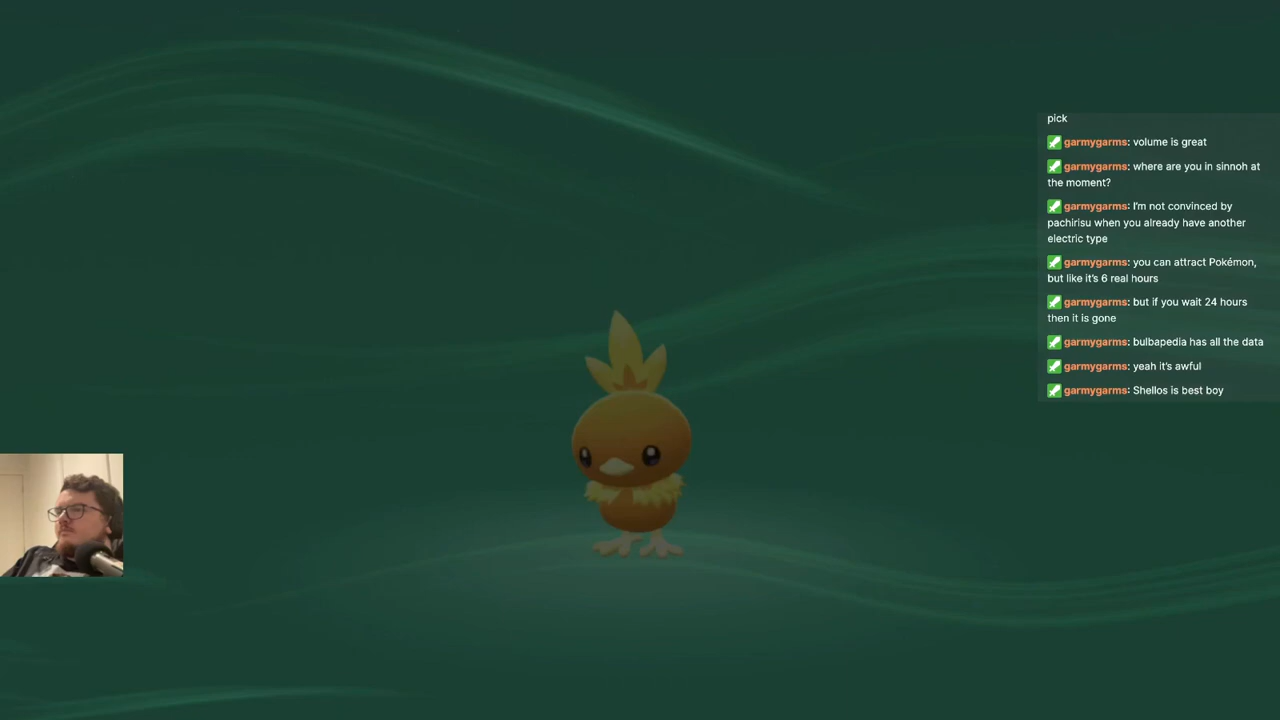 pick
garmygarms: volume is great
garmygarms: where are you in sinnoh at
the moment?
garmygarms: I'm not convinced by
pachirisu when you already have another
electric type
garmygarms: you can attract Pokémon,
but like it's 6 real hours
garmygarms: but if you wait 24 hours
then it is gone
garmygarms: bulbapedia has all the data
garmygarms: yeah it's awful
garmygarms: Shellos is best boy